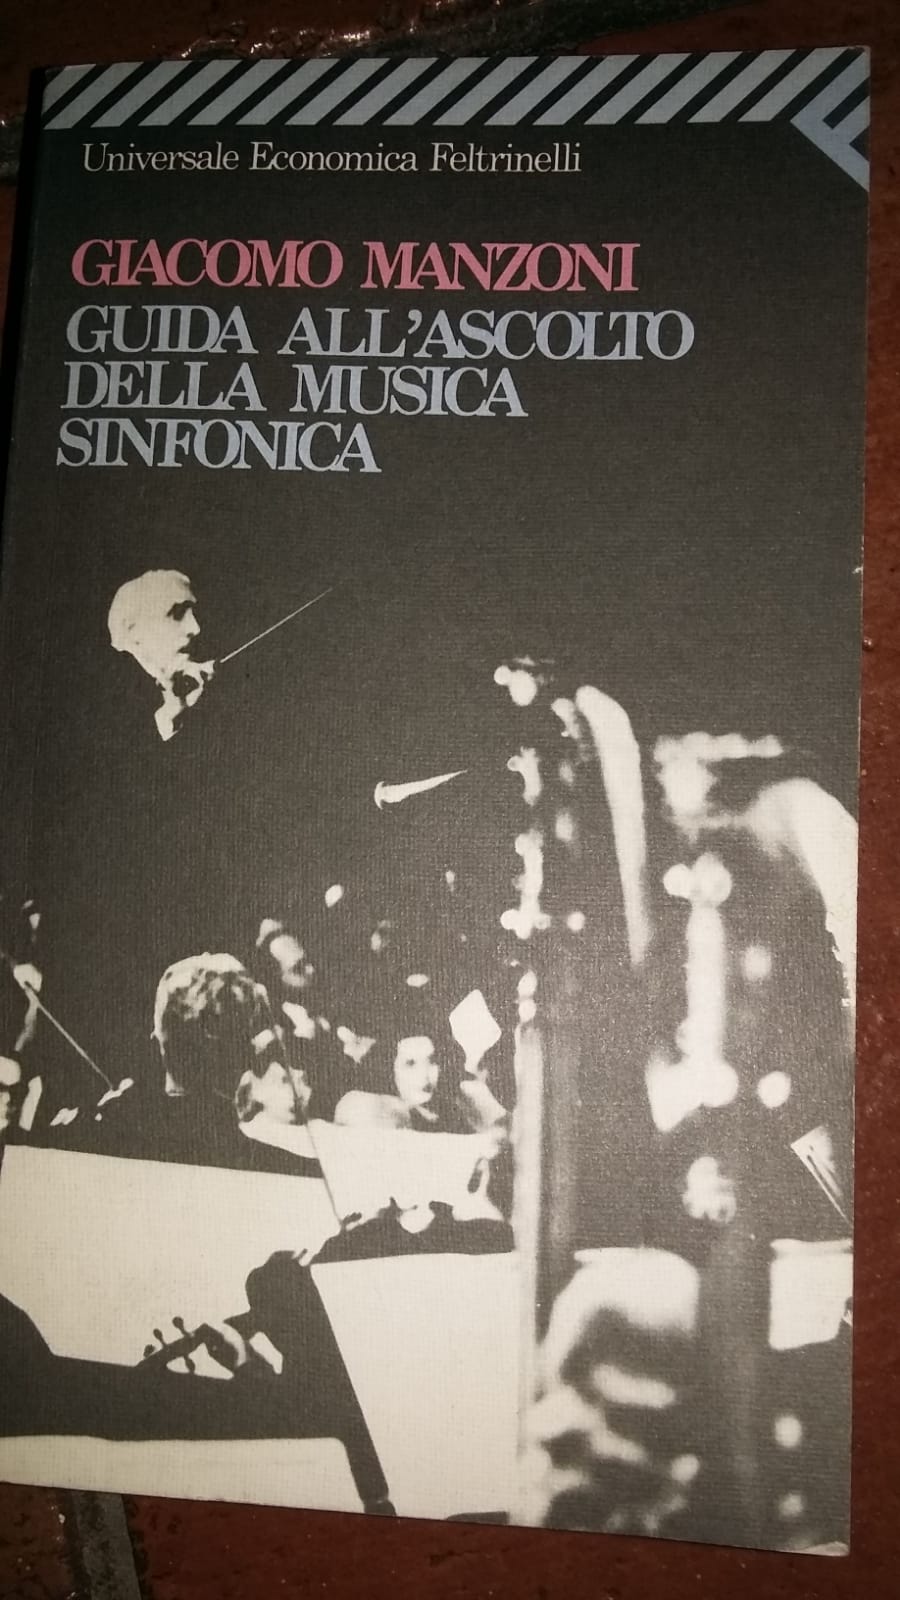 Universale Economica Feltrinelli
GIACOMO MANZONI
GUIDA ALL'ASCOLTO
DELLA MUSICA
SINFONICA